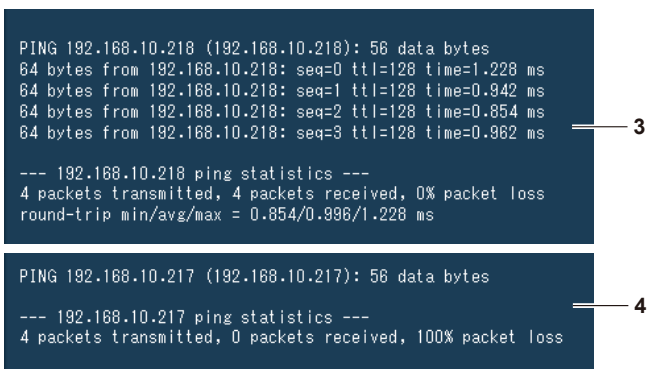 PING 192.168.10.218 (192.168.10.218): 56 data bytes
64 bytes from 192.168.10.218: seq=0 ttl=128 time=1.228 ms
64 bytes from 192.168.10.218: seq=1 ttl=128 time=0.942 ms
64 bytes from 192.168.10.218: seq=2 ttl=128 time=0.854 ms
64 bytes from 192.168.10.218: seq=3 ttl=128 time=0.962 ms
3
--- 192.168.10.218 ping statistics ---
4 packets transmitted, 4 packets received, 0% packet loss
round-trip min/avg/max = 0.854/0.996/1.228 ms
PING 192.168.10.217 (192.168.10.217): 56 data bytes
4
--- 192.168.10.217 ping statistics ---
4 packets transmitted, 0 packets received, 100% packet loss